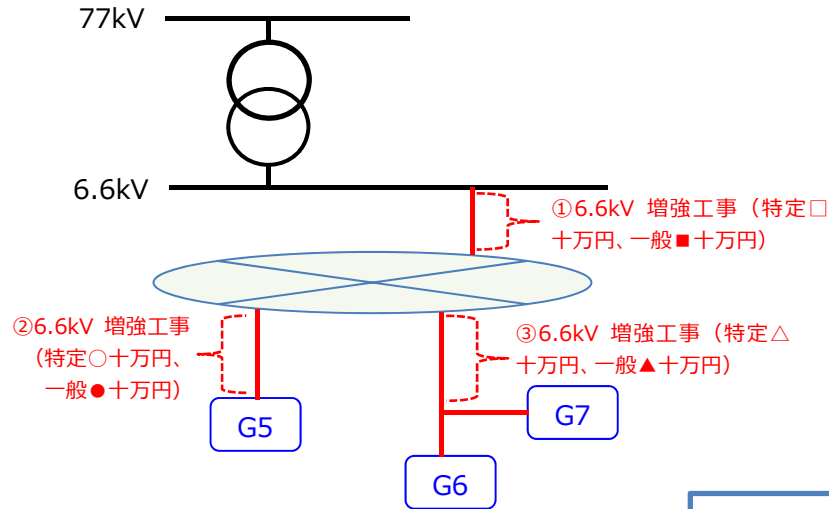 77kV
6.6kV
①6.6kV 増強工事（特定□
十万円、一般■十万円）
②6.6kV 増強工事
（特定○十万円、
一般●十万円）
③6.6kV 増強工事（特定△
十万円、一般▲十万円）
G5
G7
G6